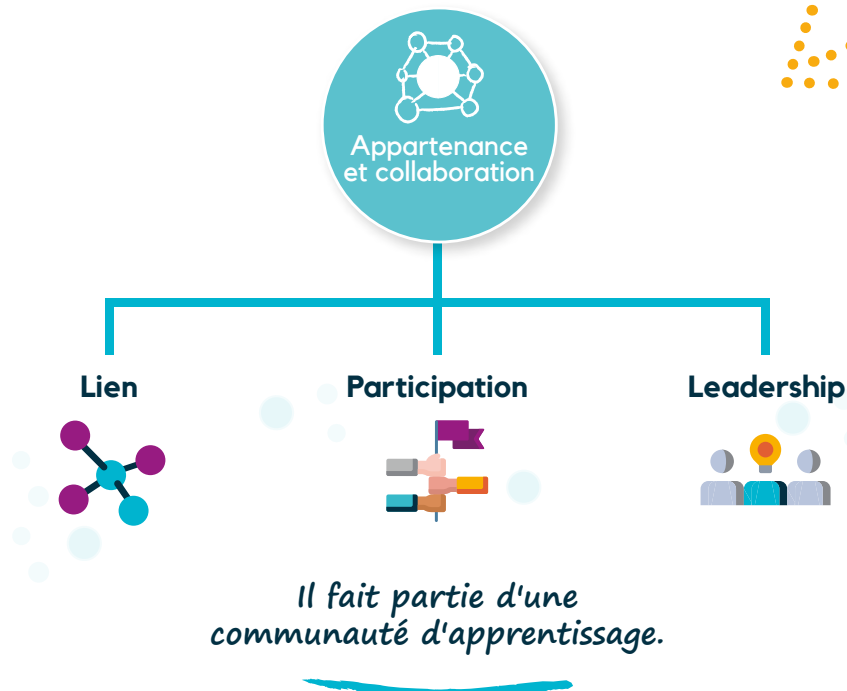 Appartenance
et collaboration
Lien
Participation
Leadership
Il fait partie d'une
communauté d'apprentissage.